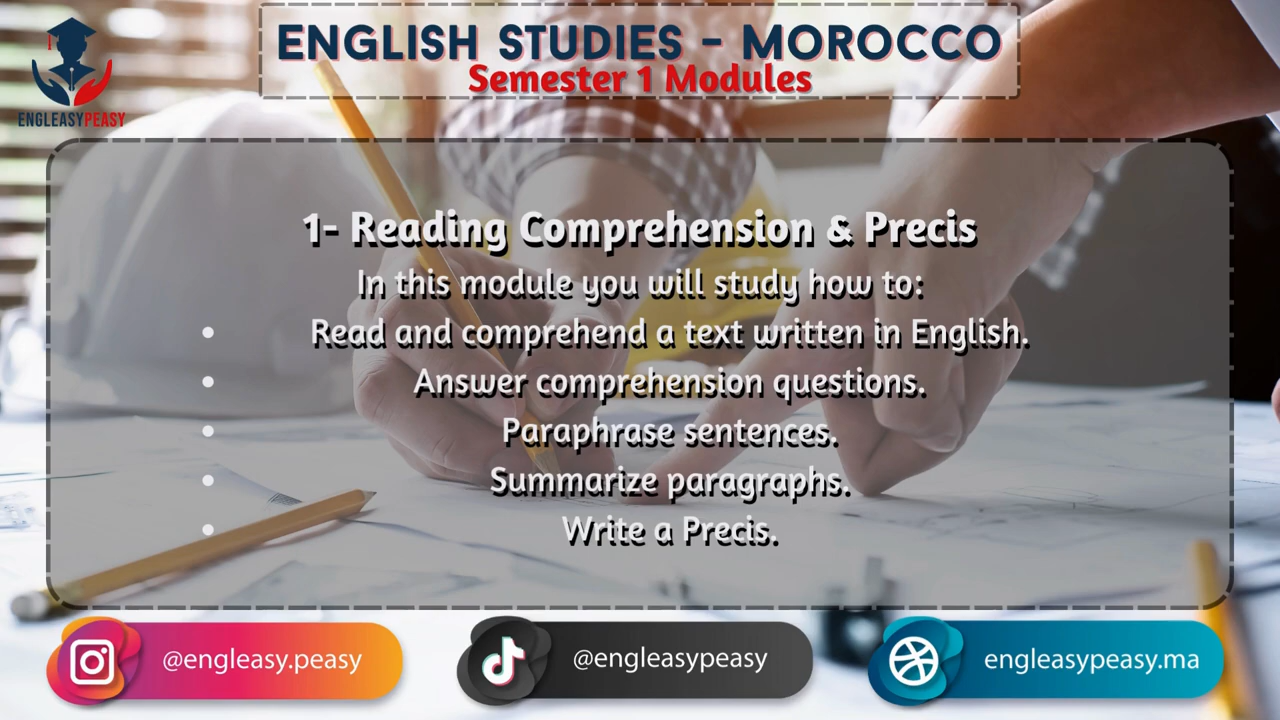 ENGLISH STUDIES - MOROCCO
Semester 1 Modules
ENGLEASYPEASY
1- Reading Comprehension & Precis
In this module you will study how to:
• Read and comprehend a text written in English.
• Answer comprehension questions.
• Paraphrase sentences.
• Summarize paragraphs.
• Write a Precis.
@engleasy.peasy
@engleasypeasy
engleasypeasy.ma